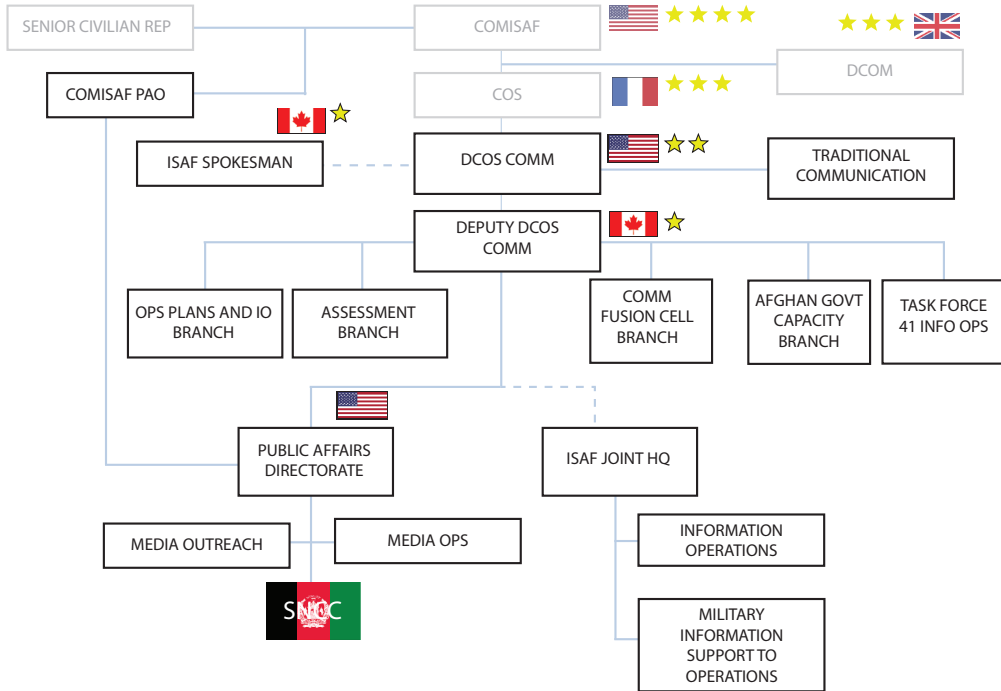 SENIOR CIVILIAN REP
COMISAF
DCOM
COMISAF PAO
COS
ISAF SPOKESMAN
DCOS COMM
TRADITIONAL
COMMUNICATION
DEPUTY DCOS
COMM
OPS PLANS AND IO
BRANCH
ASSESSMENT
BRANCH
COMM
FUSION CELL
BRANCH
AFGHAN GOVT
CAPACITY
BRANCH
TASK FORCE
41 INFO OPS
PUBLIC AFFAIRS
DIRECTORATE
ISAF JOINT HQ
MEDIA OUTREACH
MEDIA OPS
INFORMATION
OPERATIONS
SNOC
MILITARY
INFORMATION
SUPPORT TO
OPERATIONS